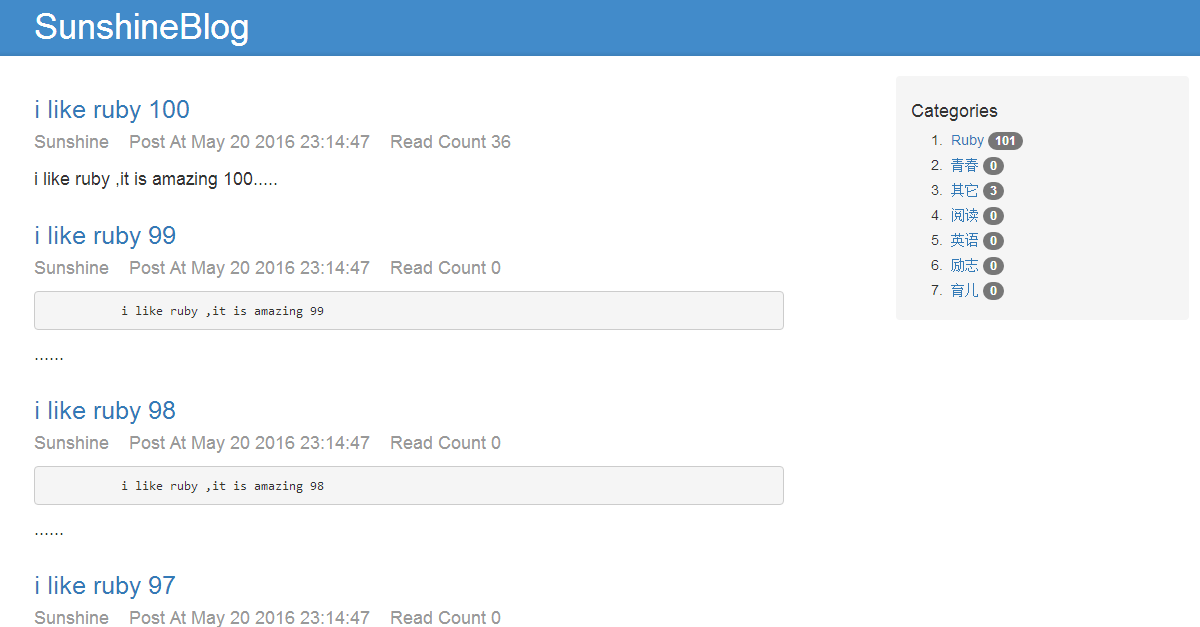 SunshineBlog
i like ruby 100
Sunshine Post At May 20 2016 23:14:47 Read Count 36
i like ruby ,it is amazing 100.....
i like ruby 99
Sunshine Post At May 20 2016 23:14:47 Read Count 0
i like ruby ,it is amazing 99
......
i like ruby 98
Sunshine Post At May 20 2016 23:14:47 Read Count 0
i like ruby ,it is amazing 98
......
i like ruby 97
Sunshine Post At May 20 2016 23:14:47 Read Count 0
Categories
1. Ruby 101
2. 青春 0
3. 其它 3
4. 阅读 0
5. 英语 0
6. 励志 0
7. 育儿 0